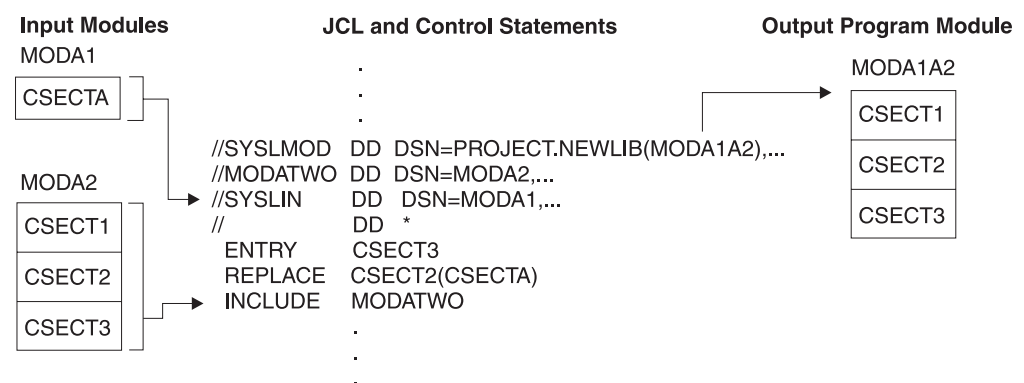 Input Modules
JCL and Control Statements
Output Program Module
MODA1
CSECTA
MODA2
CSECT1
CSECT2
CSECT3
.
.
.
//SYSLMOD DD DSN=PROJECT.NEWLIB(MODA1A2),...
//MODATWO DD DSN=MODA2,...
//SYSLIN DD DSN=MODA1,...
// DD *
ENTRY CSECT3
REPLACE CSECT2(CSECTA)
INCLUDE MODATWO
.
.
.
MODA1A2
CSECT1
CSECT2
CSECT3